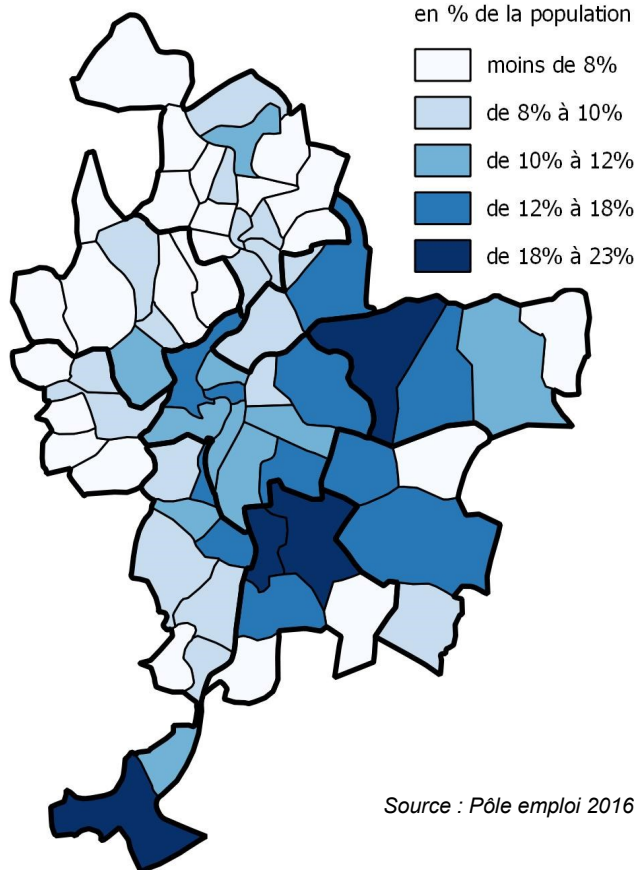 en % de la population
moins de 8%
de 8% à 10%
de 10% à 12%
de 12% à 18%
de 18% à 23%
Source : Pôle emploi 2016